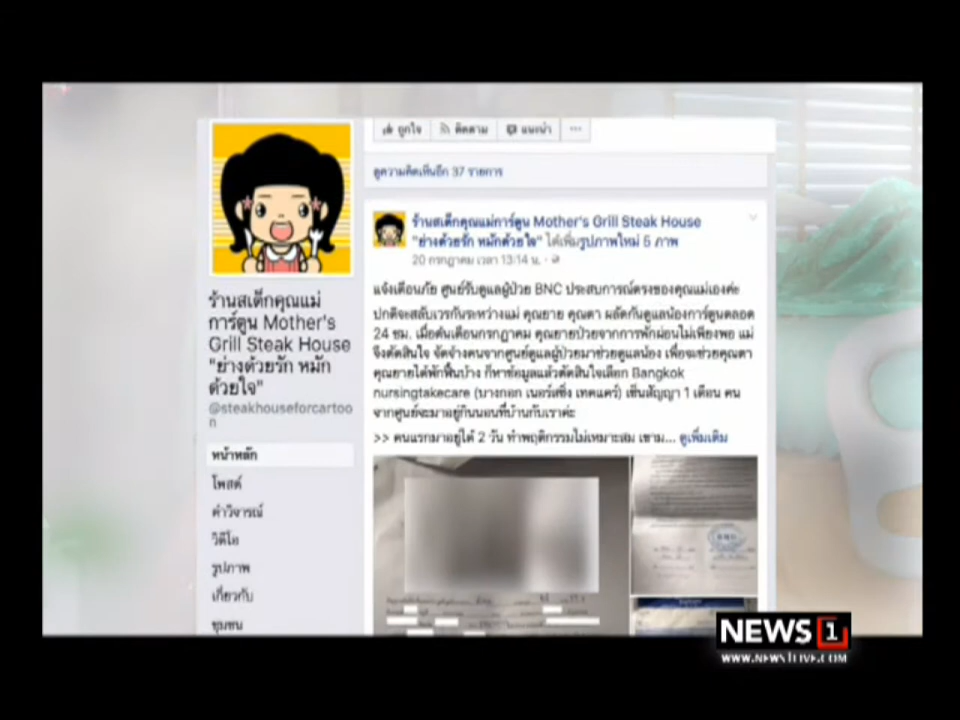 ถูกใจ
ติดตาม
แนะนำ
ดูความคิดเห็นอีก 37 รายการ
ร้านสเต็กคุณแม่การ์ตูน Mother's Grill Steak House
"ย่างด้วยรัก หมักด้วยใจ" ได้เพิ่มรูปภาพใหม่ 5 ภาพ
20 กรกฎาคม เวลา 13:14 น.
แจ้งเตือนภัย ศูนย์รับดูแลผู้ป่วย BNC ประสบการณ์ตรงของคุณแม่เองค่ะ
ปกติจะสลับเวรกันระหว่างแม่ คุณยาย คุณตา ผลัดกันดูแลน้องการ์ตูนตลอด
24 ชม. เมื่อต้นเดือนกรกฎาคม คุณยายป่วยจากการพักผ่อนไม่เพียงพอ แม่
จึงตัดสินใจ จัดจ้างคนจากศูนย์ดูแลผู้ป่วยมาช่วยดูแลน้อง เพื่อจะช่วยคุณตา
คุณยายได้พักฟื้นบ้าง ก็หาข้อมูลแล้วตัดสินใจเลือก Bangkok
nursingtakecare (บางกอก เนอร์สซิ่ง เทคแคร์) เซ็นสัญญา 1 เดือน คน
จากศูนย์จะมาอยู่กินนอนที่บ้านกับเราค่ะ
>> คนแรกมาอยู่ได้ 2 วัน ทำพฤติกรรมไม่เหมาะสม เขาม... ดูเพิ่มเติม
ร้านสเต็กคุณแม่
การ์ตูน Mother's
Grill Steak House
"ย่างด้วยรัก หมัก
ด้วยใจ"
@steakhouseforcartoo
n
หน้าหลัก
โพสต์
คำวิจารณ์
วิดีโอ
รูปภาพ
เกี่ยวกับ
ชุมชน
NEWS 1
WWW.NEWS1LIVE.COM